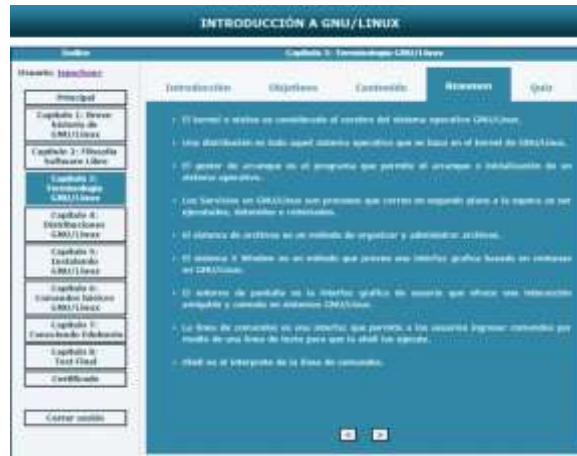 INTRODUCCIÓN A GNU/LINUX
Indice
Capítulo 3: Terminología GNU/Linux
Usuario:
Introducción
Objetivos
Contenido
Resumen
Quiz
Principal
Capítulo 1: Breve
historia de
GNU/Linux
Capítulo 2: Filosofía
Software Libre
Capítulo 3:
Terminología
GNU/Linux
Capítulo 4:
Distribuciones
GNU/Linux
Capítulo 5:
Instalando
GNU/Linux
Capítulo 6:
Comandos básicos
GNU/Linux
Capítulo 7:
Conociendo Edubuntu
Capítulo 8:
Test Final
Certificado
Cerrar sesión
El kernel o núcleo es considerado el cerebro del sistema operativo GNU/Linux.
Una distribución es todo aquel sistema operativo que se basa en el kernel de GNU/Linux.
El gestor de arranque es el programa que permite el arranque o inicialización de un
sistema operativo.
Los Servicios en GNU/Linux son procesos que corren en segundo plano a la espera de ser
ejecutados, detenidos o reiniciados.
El sistema de archivos es un método de organizar y administrar archivos.
El sistema X Window es un método que provee una interfaz grafica basada en ventanas
en GNU/Linux.
El entorno de pantalla es la interfaz gráfica de usuario que ofrece una interacción
amigable y comoda en sistemas GNU/Linux.
La línea de comandos es una interfaz que permite a los usuarios ingresar comandos por
medio de una línea de texto para que la shell los ejecute.
Shell es el interprete de la línea de comandos.
< >